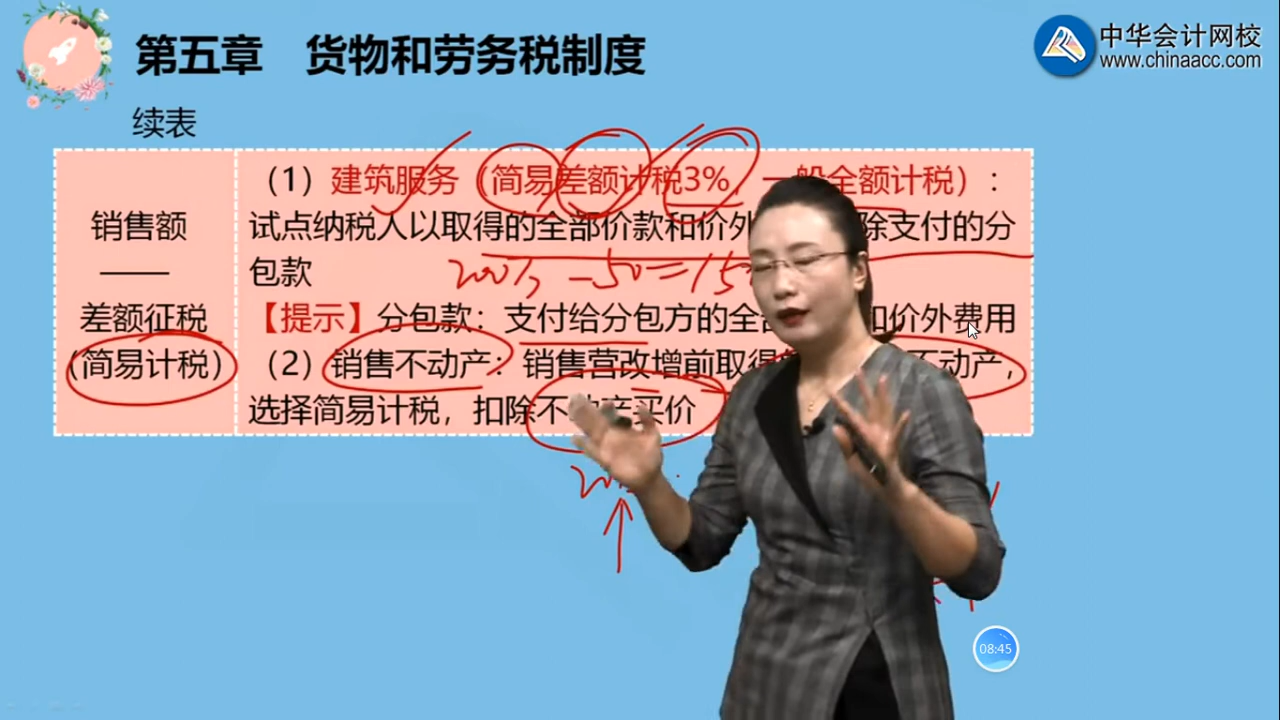 第五章 货物和劳务税制度
中华会计网校
www.chinaacc.com
续表
销售额
——
差额征税
(简易计税)
（1）建筑服务（简易差额计税3%，一般全额计税）：
试点纳税人以取得的全部价款和价外 除支付的分
包款
【提示】分包款：支付给分包方的全 和价外费用
（2）销售不动产：销售营改增前取得 不动产，
选择简易计税，扣除不动产买价
08:45